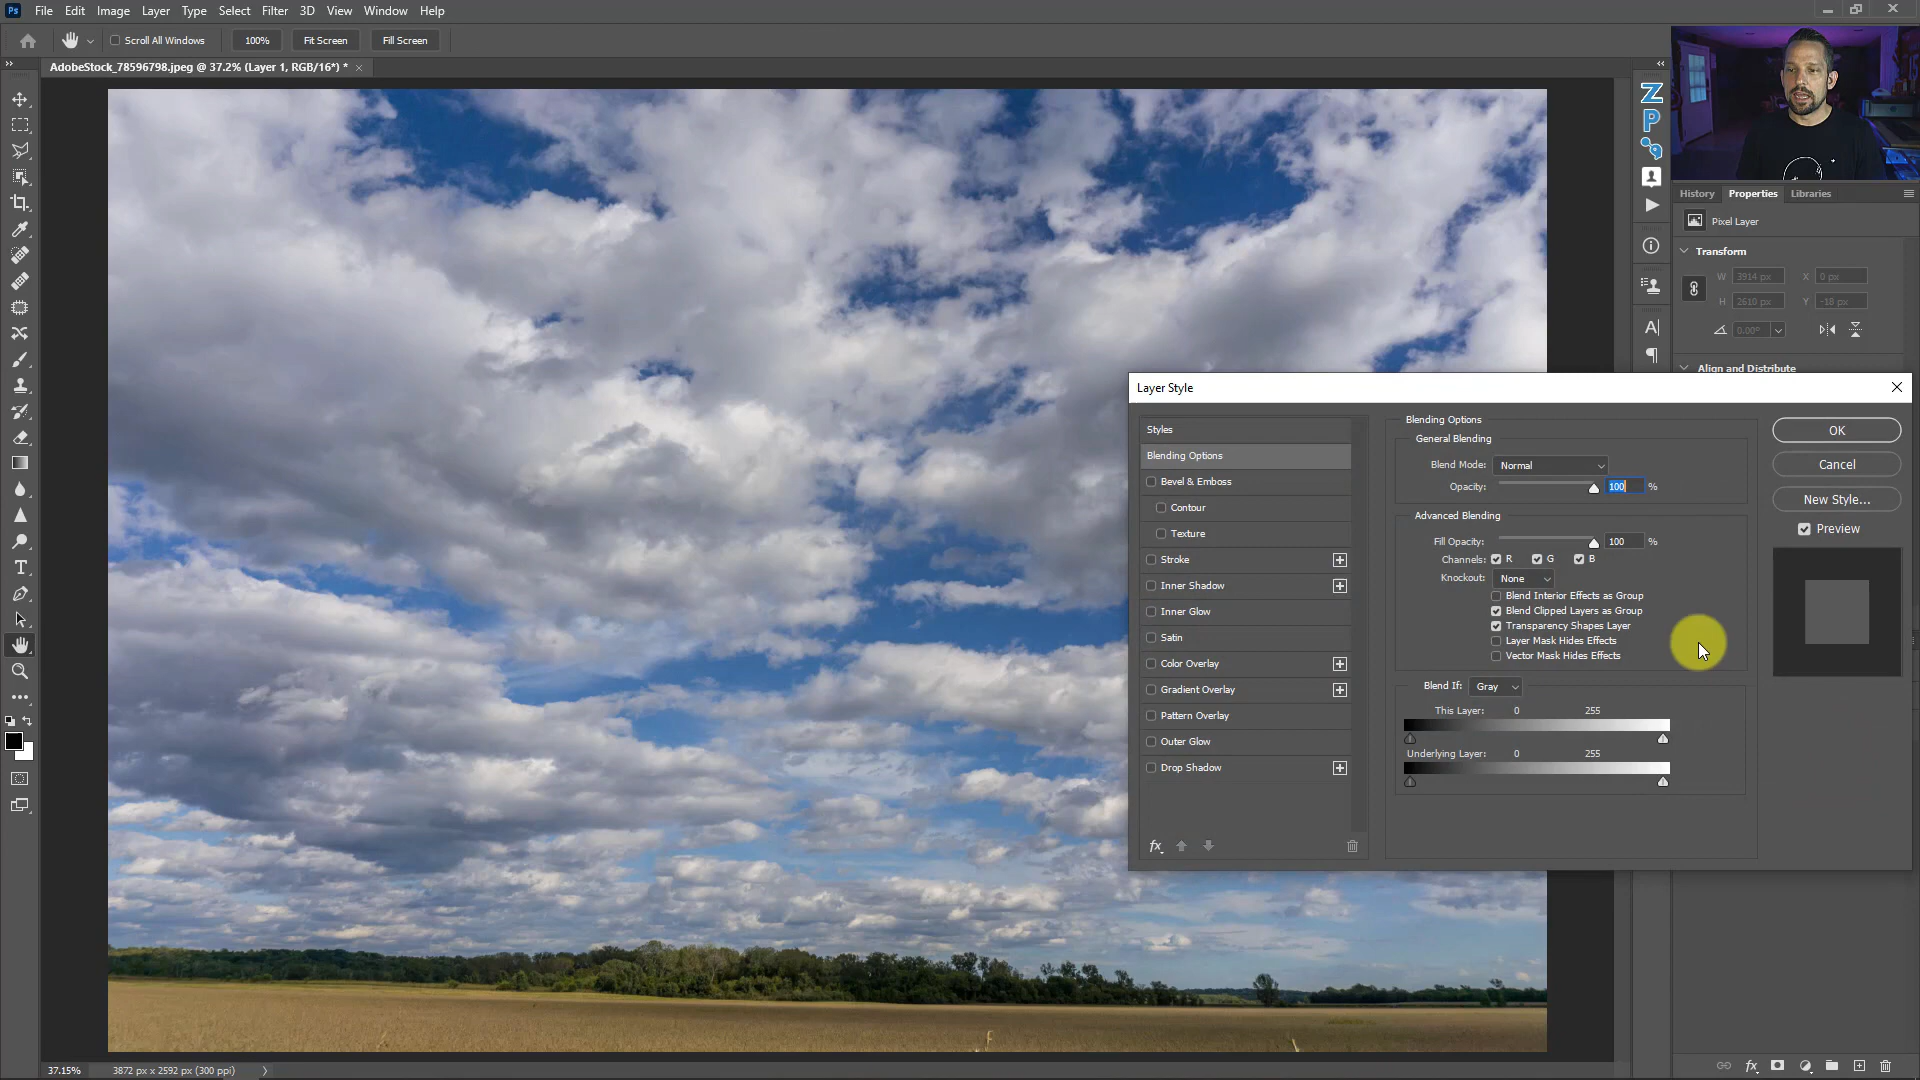 Ps File Edit Image Layer Type Select Filter 3D View Window Help
Scroll All Windows 100% Fit Screen Fill Screen
AdobeStock_78596798.jpeg @ 37.2% (Layer 1, RGB/16*) * ×
Z
P
History Properties Libraries
Pixel Layer
Transform
W 3914 px X 0 px
H 2610 px Y -18 px
0.00°
Align and Distribute
Layer Style
Styles
Blending Options
Bevel & Emboss
Contour
Texture
Stroke
Inner Shadow
Inner Glow
Satin
Color Overlay
Gradient Overlay
Pattern Overlay
Outer Glow
Drop Shadow
fx
Blending Options
General Blending
Blend Mode: Normal
Opacity: 100 %
Advanced Blending
Fill Opacity: 100 %
Channels: R G B
Knockout: None
Blend Interior Effects as Group
Blend Clipped Layers as Group
Transparency Shapes Layer
Layer Mask Hides Effects
Vector Mask Hides Effects
Blend If: Gray
This Layer: 0 255
Underlying Layer: 0 255
OK
Cancel
New Style...
Preview
37.15% 3872 px x 2592 px (300 ppi)
fx